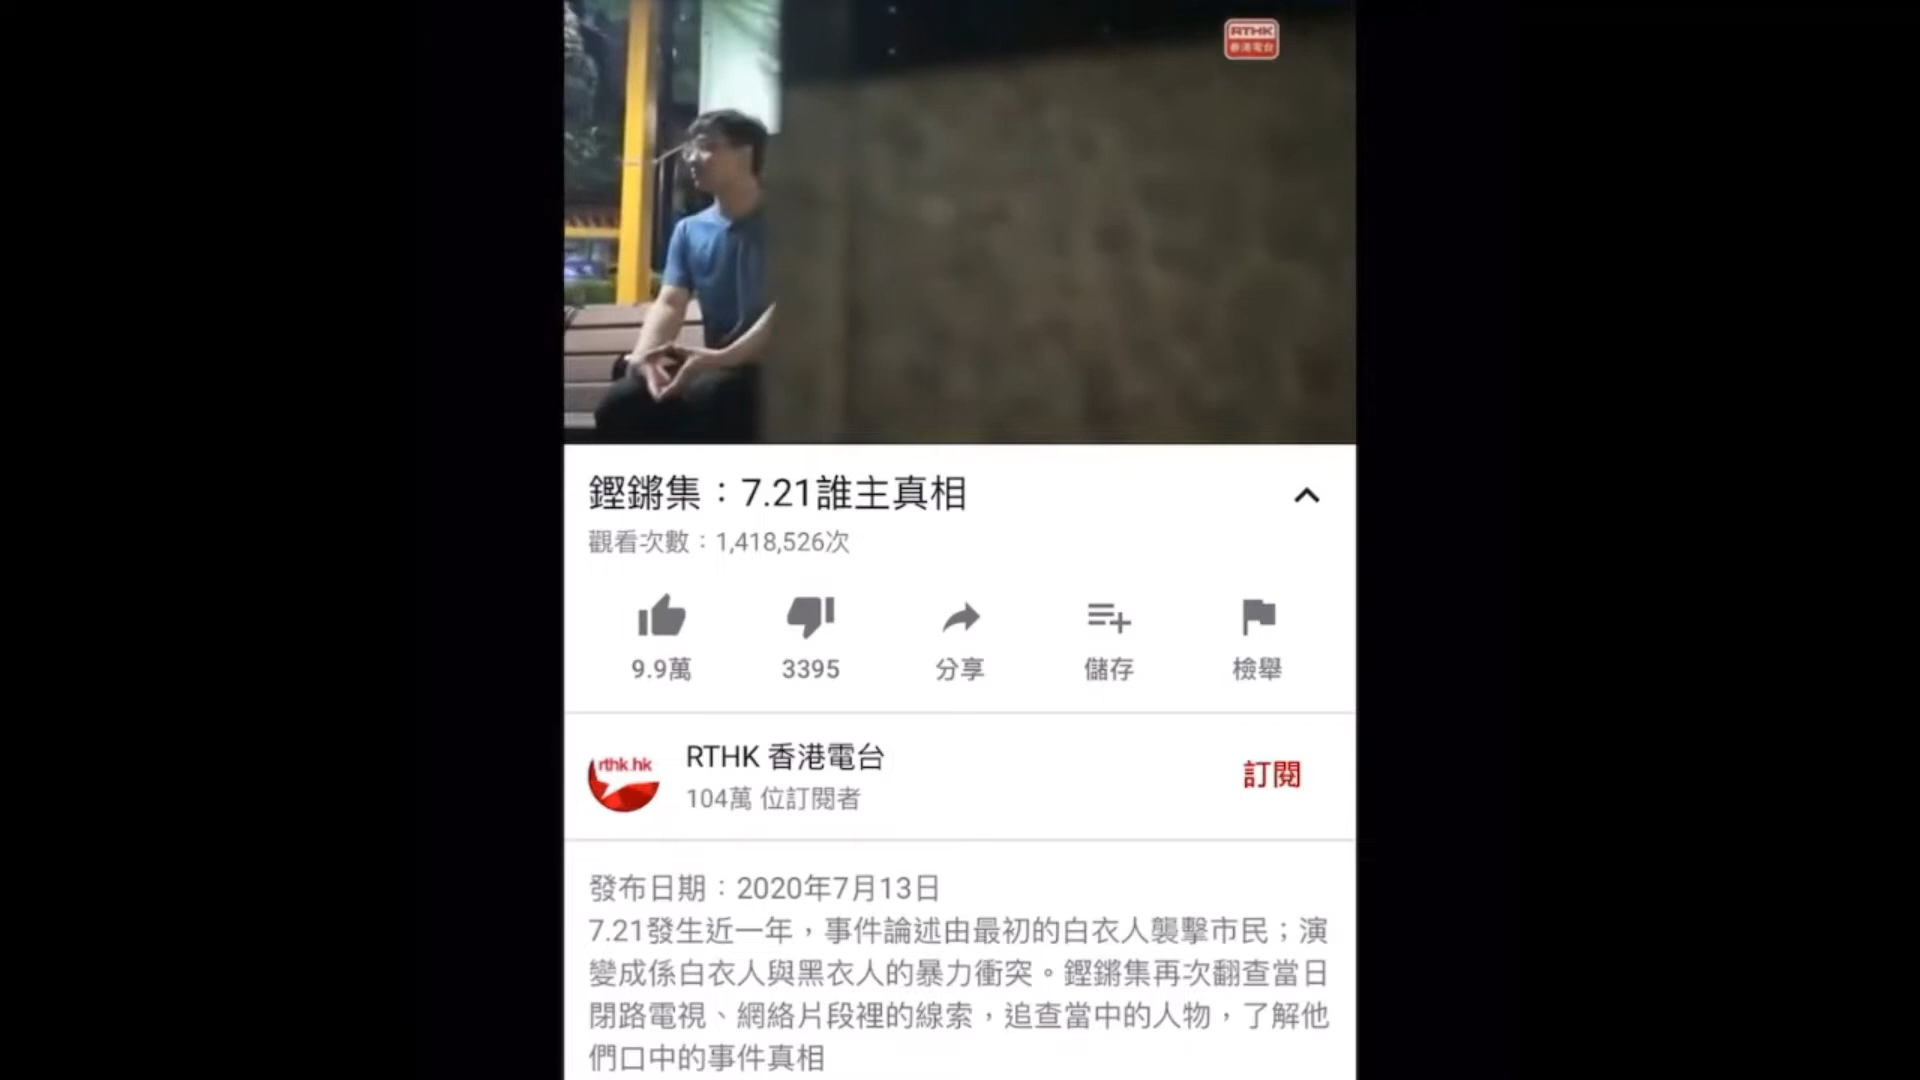 RTHK
香港電台
鏗鏘集：7.21誰主真相
觀看次數：1,418,526次
9.9萬
3395
分享
儲存
檢舉
rthk.hk
RTHK 香港電台
104萬 位訂閱者
訂閱
發布日期：2020年7月13日
7.21發生近一年，事件論述由最初的白衣人襲擊市民；演
變成係白衣人與黑衣人的暴力衝突。鏗鏘集再次翻查當日
閉路電視、網絡片段裡的線索，追查當中的人物，了解他
們口中的事件真相